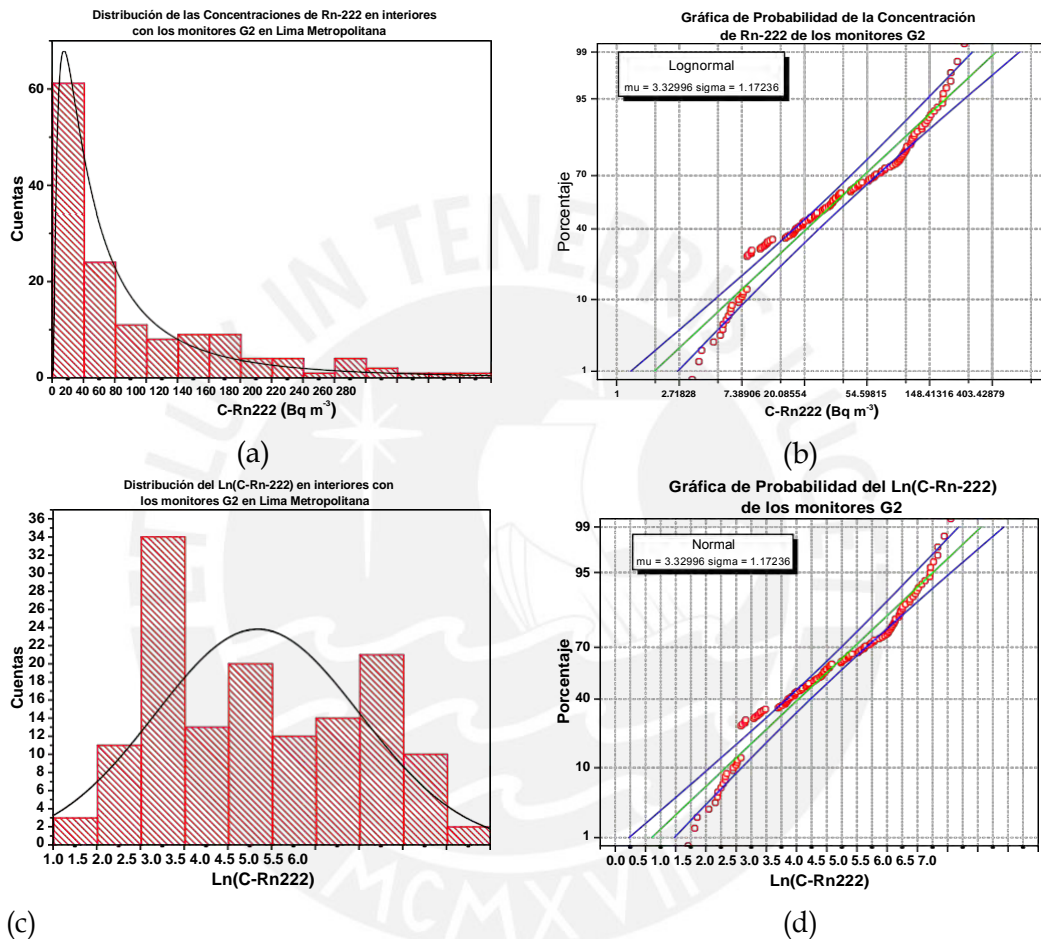 Distribución de las Concentraciones de Rn-222 en interiores
con los monitores G2 en Lima Metropolitana
Cuentas
60
40
20
0
0 20 40 60 80 100 120 140 160 180 200 220 240 260 280
C-Rn222 (Bq m⁻³)
(a)
Gráfica de Probabilidad de la Concentración
de Rn-222 de los monitores G2
Lognormal
mu = 3.32996 sigma = 1.17236
Porcentaje
99
95
70
40
10
1
1 2.71828 7.38906 20.08554 54.59815 148.41316 403.42879
C-Rn222 (Bq m⁻³)
(b)
Distribución del Ln(C-Rn-222) en interiores con
los monitores G2 en Lima Metropolitana
Cuentas
36
34
32
30
28
26
24
22
20
18
16
14
12
10
8
6
4
2
0
1.0 1.5 2.0 2.5 3.0 3.5 4.0 4.5 5.0 5.5 6.0
Ln(C-Rn222)
(c)
Gráfica de Probabilidad del Ln(C-Rn-222)
de los monitores G2
Normal
mu = 3.32996 sigma = 1.17236
Porcentaje
99
95
70
40
10
1
0.0 0.5 1.0 1.5 2.0 2.5 3.0 3.5 4.0 4.5 5.0 5.5 6.0 6.5 7.0
Ln(C-Rn222)
(d)
ET LUX IN TENEBRIS LUCET
MCMXVII